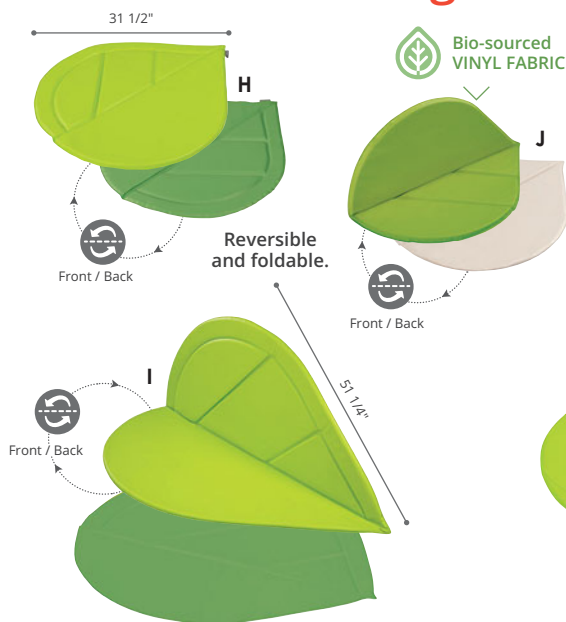 31 1/2"
H
Bio-sourced
VINYL FABRIC
J
Front / Back
Reversible
and foldable.
Front / Back
I
51 1/4"
Front / Back